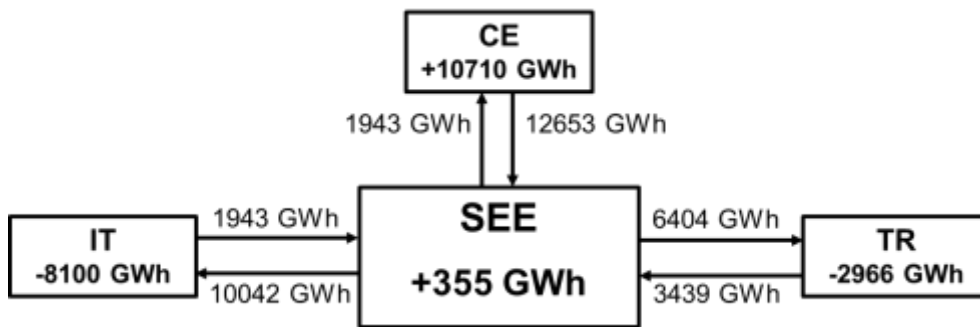 CE
+10710 GWh
1943 GWh
12653 GWh
1943 GWh
SEE
6404 GWh
IT
-8100 GWh
TR
-2966 GWh
+355 GWh
10042 GWh
3439 GWh